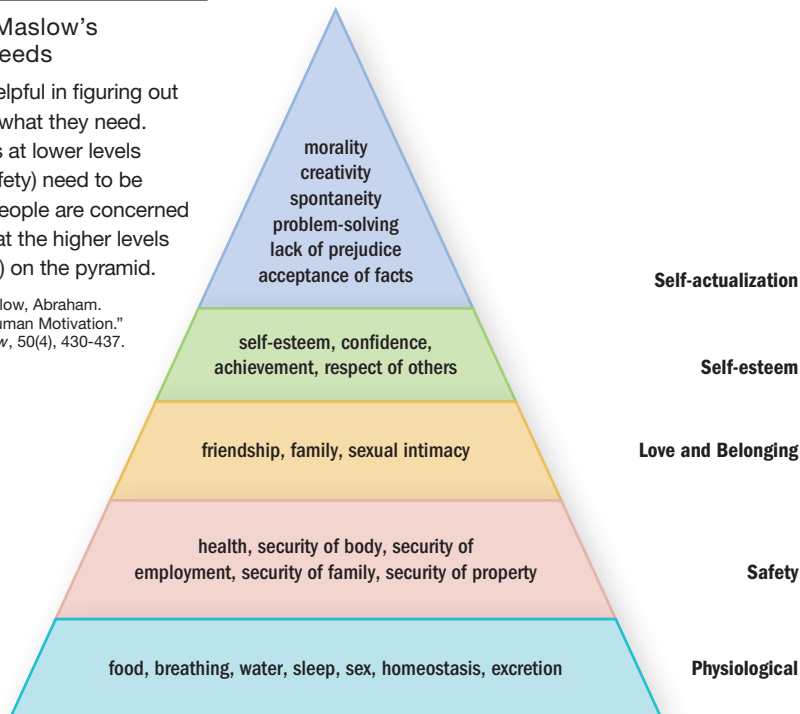 Maslow's
eeds
elpful in figuring out
what they need.
s at lower levels
fety) need to be
eople are concerned
at the higher levels
) on the pyramid.
low, Abraham.
uman Motivation."
w, 50(4), 430-437.
morality
creativity
spontaneity
problem-solving
lack of prejudice
acceptance of facts
Self-actualization
self-esteem, confidence,
achievement, respect of others
Self-esteem
friendship, family, sexual intimacy
Love and Belonging
health, security of body, security of
employment, security of family, security of property
Safety
food, breathing, water, sleep, sex, homeostasis, excretion
Physiological